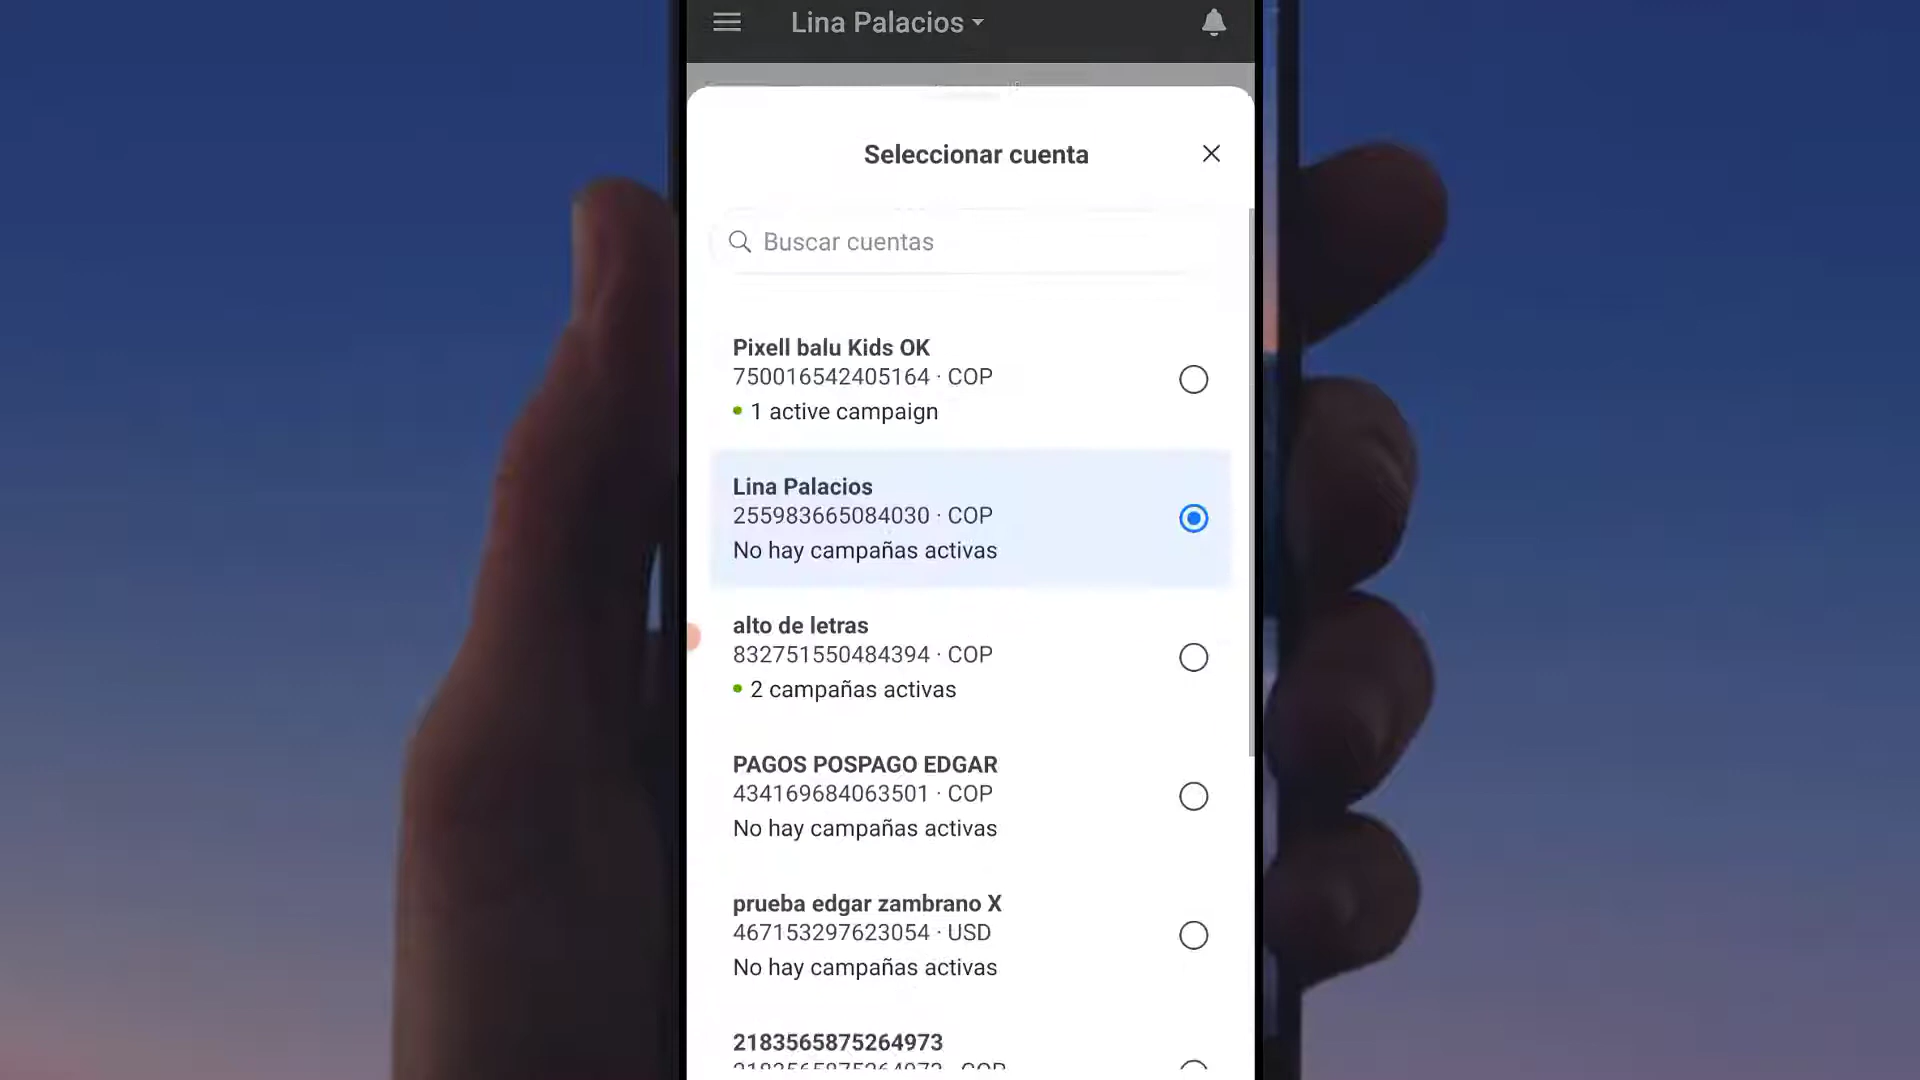 Lina Palacios
Seleccionar cuenta
Buscar cuentas
Pixell balu Kids OK
750016542405164 · COP
1 active campaign
Lina Palacios
255983665084030 · COP
No hay campañas activas
alto de letras
832751550484394 · COP
2 campañas activas
PAGOS POSPAGO EDGAR
434169684063501 · COP
No hay campañas activas
prueba edgar zambrano X
467153297623054 · USD
No hay campañas activas
2183565875264973
2183565875264973 · COP